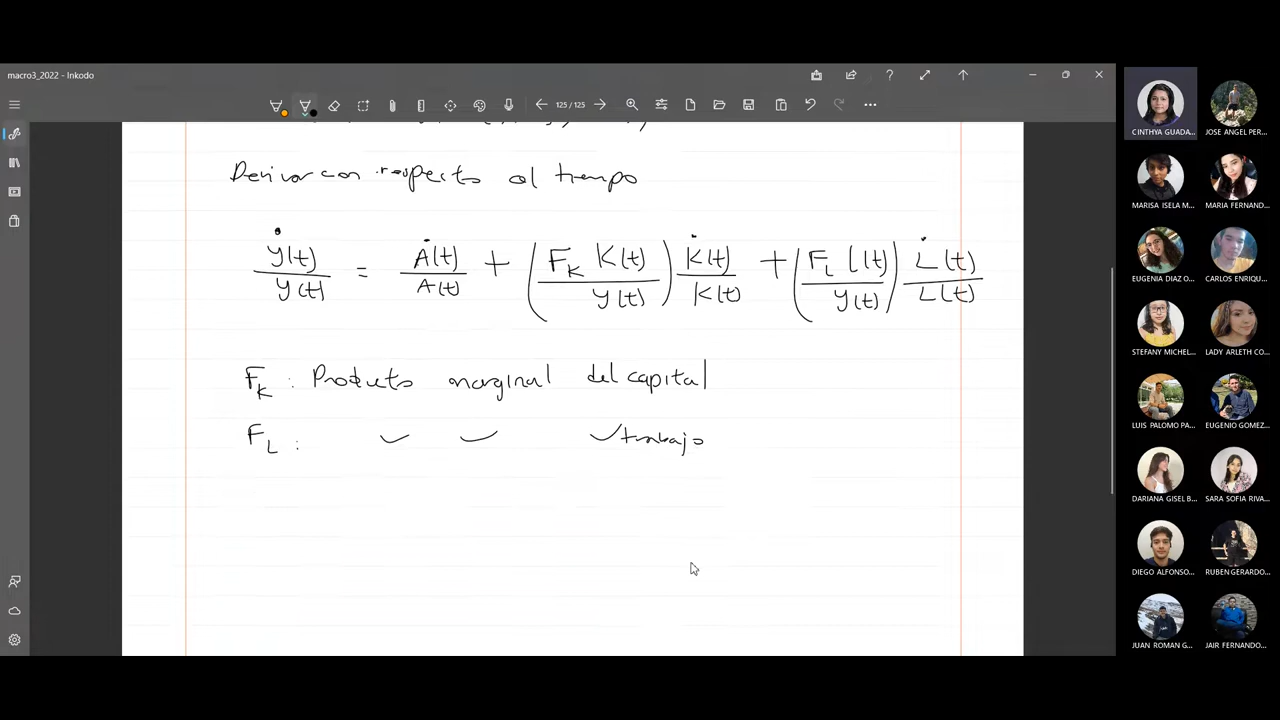 macro3_2022 - Inkodo
125 / 125
Derivar con respecto al tiempo
Ẏ(t)/Y(t) = Ȧ(t)/A(t) + (F_K K(t)/Y(t)) K̇(t)/K(t) + (F_L L(t)/Y(t)) L̇(t)/L(t)
F_K : Producto marginal del capital
F_L : trabajo
CINTHYA GUADA...
JOSE ANGEL PER...
MARISA ISELA M...
MARIA FERNAND...
EUGENIA DIAZ O...
CARLOS ENRIQU...
STEFANY MICHEL...
LADY ARLETH CO...
LUIS PALOMO PA...
EUGENIO GOMEZ...
DARIANA GISEL B...
SARA SOFIA RIVA...
DIEGO ALFONSO...
RUBEN GERARDO...
JUAN ROMAN G...
JAIR FERNANDO...